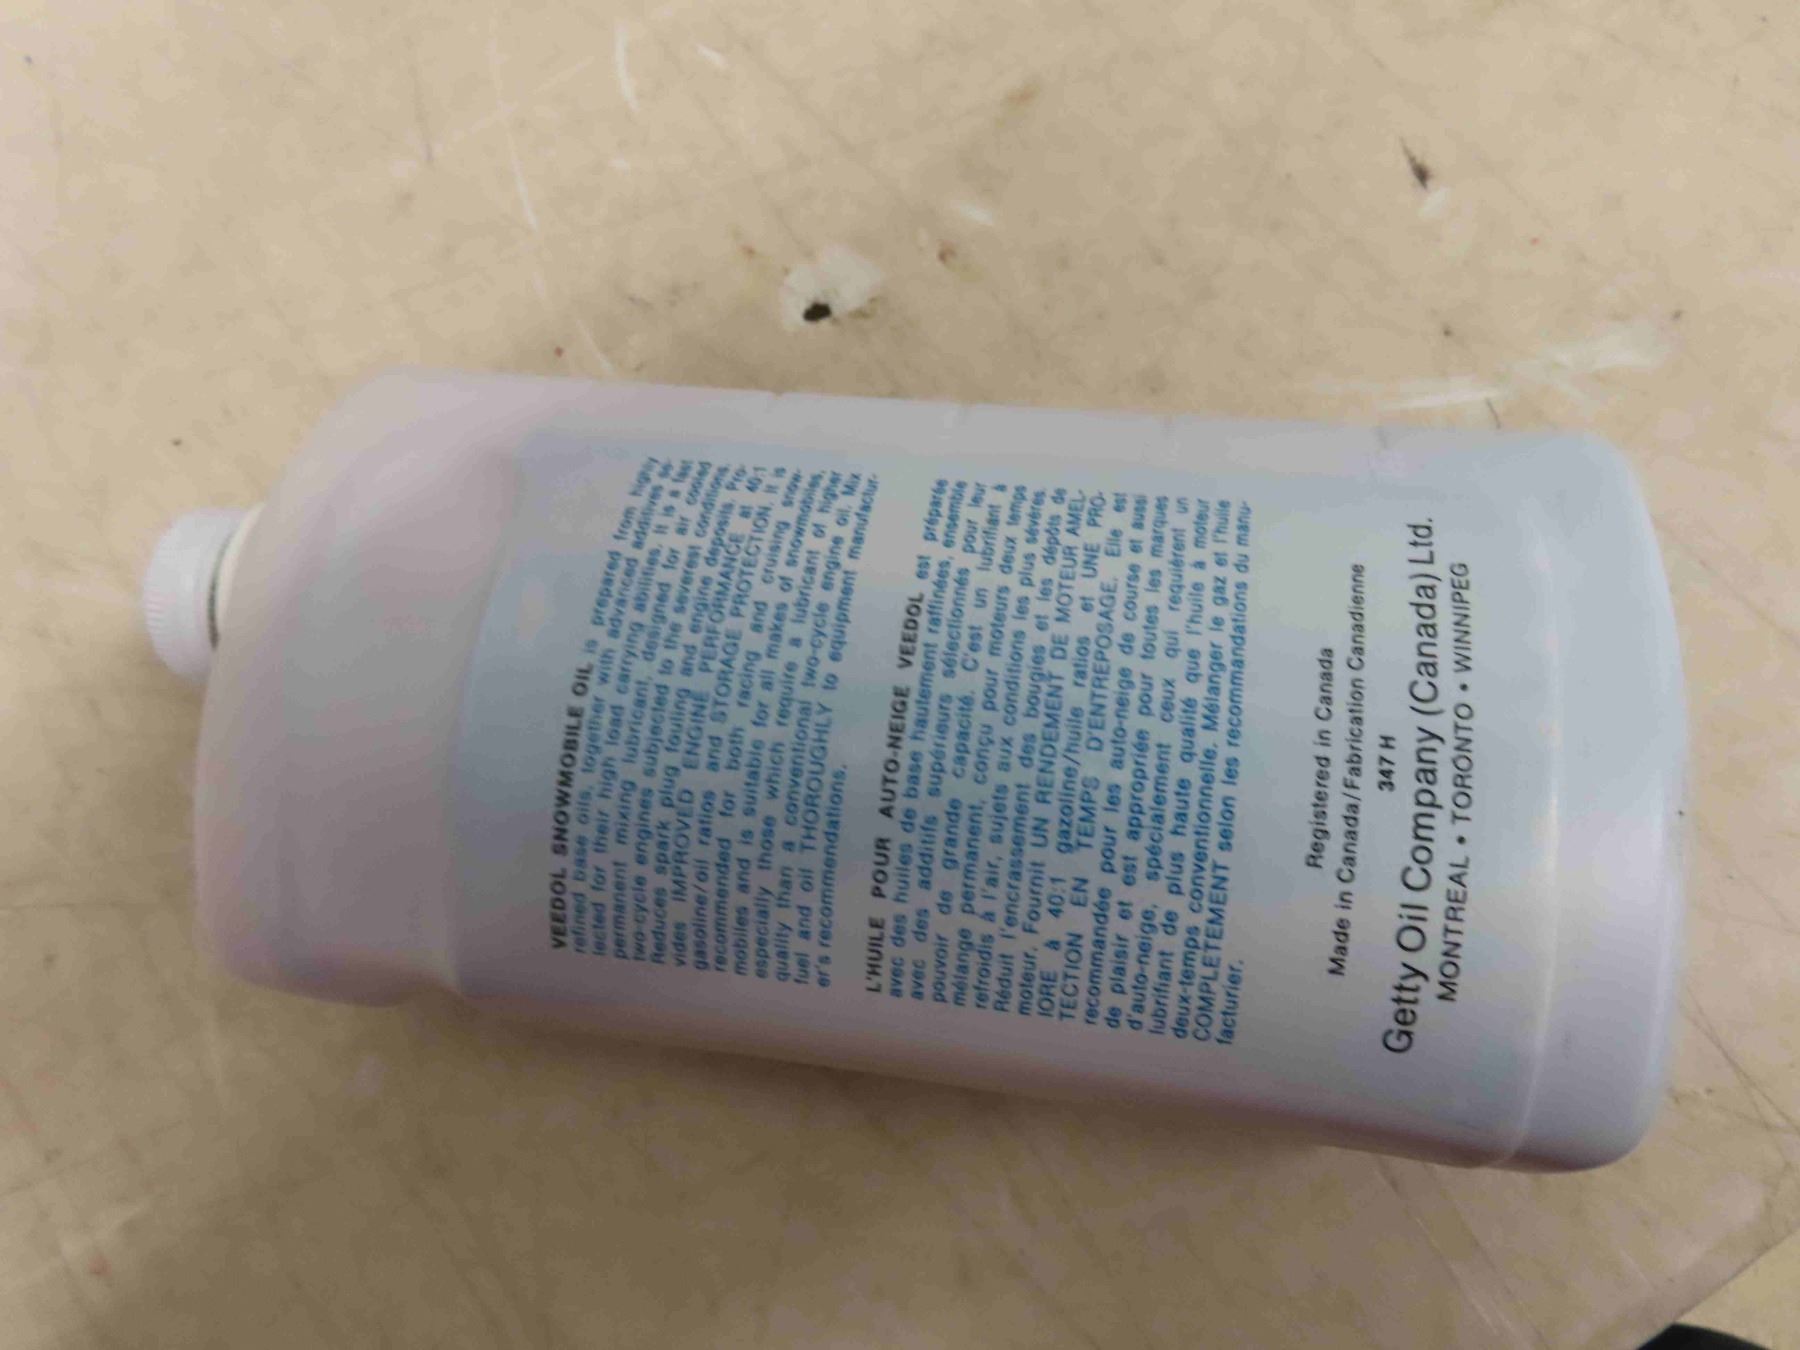 VEEDOL SNOWMOBILE OIL is prepared from highly
refined base oils, together with advanced additives se-
lected for their high load carrying abilities. It is a fast
permanent mixing lubricant, designed for air cooled
two-cycle engines subjected to the severest conditions.
Reduces spark plug fouling and engine deposits. Pro-
vides IMPROVED ENGINE PERFORMANCE at 40:1
gasoline/oil ratios and STORAGE PROTECTION. It is
recommended for both racing and cruising snow-
mobiles and is suitable for all makes of snowmobiles,
especially those which require a lubricant of higher
quality than a conventional two-cycle engine oil. Mix
fuel and oil THOROUGHLY to equipment manufactur-
er's recommendations.
L'HUILE POUR AUTO-NEIGE VEEDOL est préparée
avec des huiles de base hautement raffinées, ensemble
avec des additifs supérieurs sélectionnés pour leur
pouvoir de grande capacité. C'est un lubrifiant à
mélange permanent, conçu pour moteurs deux temps
refroids à l'air, sujets aux conditions les plus sévères.
Réduit l'encrassement des bougies et les dépôts de
moteur. Fournit UN RENDEMENT DE MOTEUR AMEL-
IORE à 40:1 gazoline/huile ratios et UNE PRO-
TECTION EN TEMPS D'ENTREPOSAGE. Elle est
recommandée pour les auto-neige de course et aussi
de plaisir et est appropriée pour toutes les marques
d'auto-neige, spécialement ceux qui requièrent un
lubrifiant de plus haute qualité que l'huile à moteur
deux-temps conventionnelle. Mélanger le gaz et l'huile
COMPLETEMENT selon les recommandations du manu-
facturier.
Registered in Canada
Made in Canada/Fabrication Canadienne
347 H
Getty Oil Company (Canada) Ltd.
MONTREAL • TORONTO • WINNIPEG